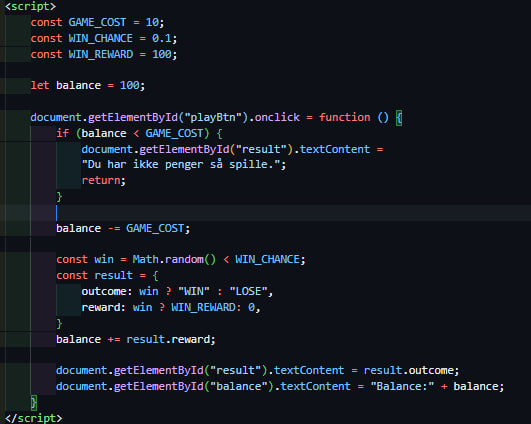 <script>
const GAME_COST = 10;
const WIN_CHANCE = 0.1;
const WIN_REWARD = 100;
let balance = 100;
document.getElementById("playBtn").onclick = function () {
if (balance < GAME_COST) {
document.getElementById("result").textContent =
"Du har ikke penger så spille.";
return;
}
balance -= GAME_COST;
const win = Math.random() < WIN_CHANCE;
const result = {
outcome: win ? "WIN" : "LOSE",
reward: win ? WIN_REWARD: 0,
}
balance += result.reward;
document.getElementById("result").textContent = result.outcome;
document.getElementById("balance").textContent = "Balance:" + balance;
}
</script>